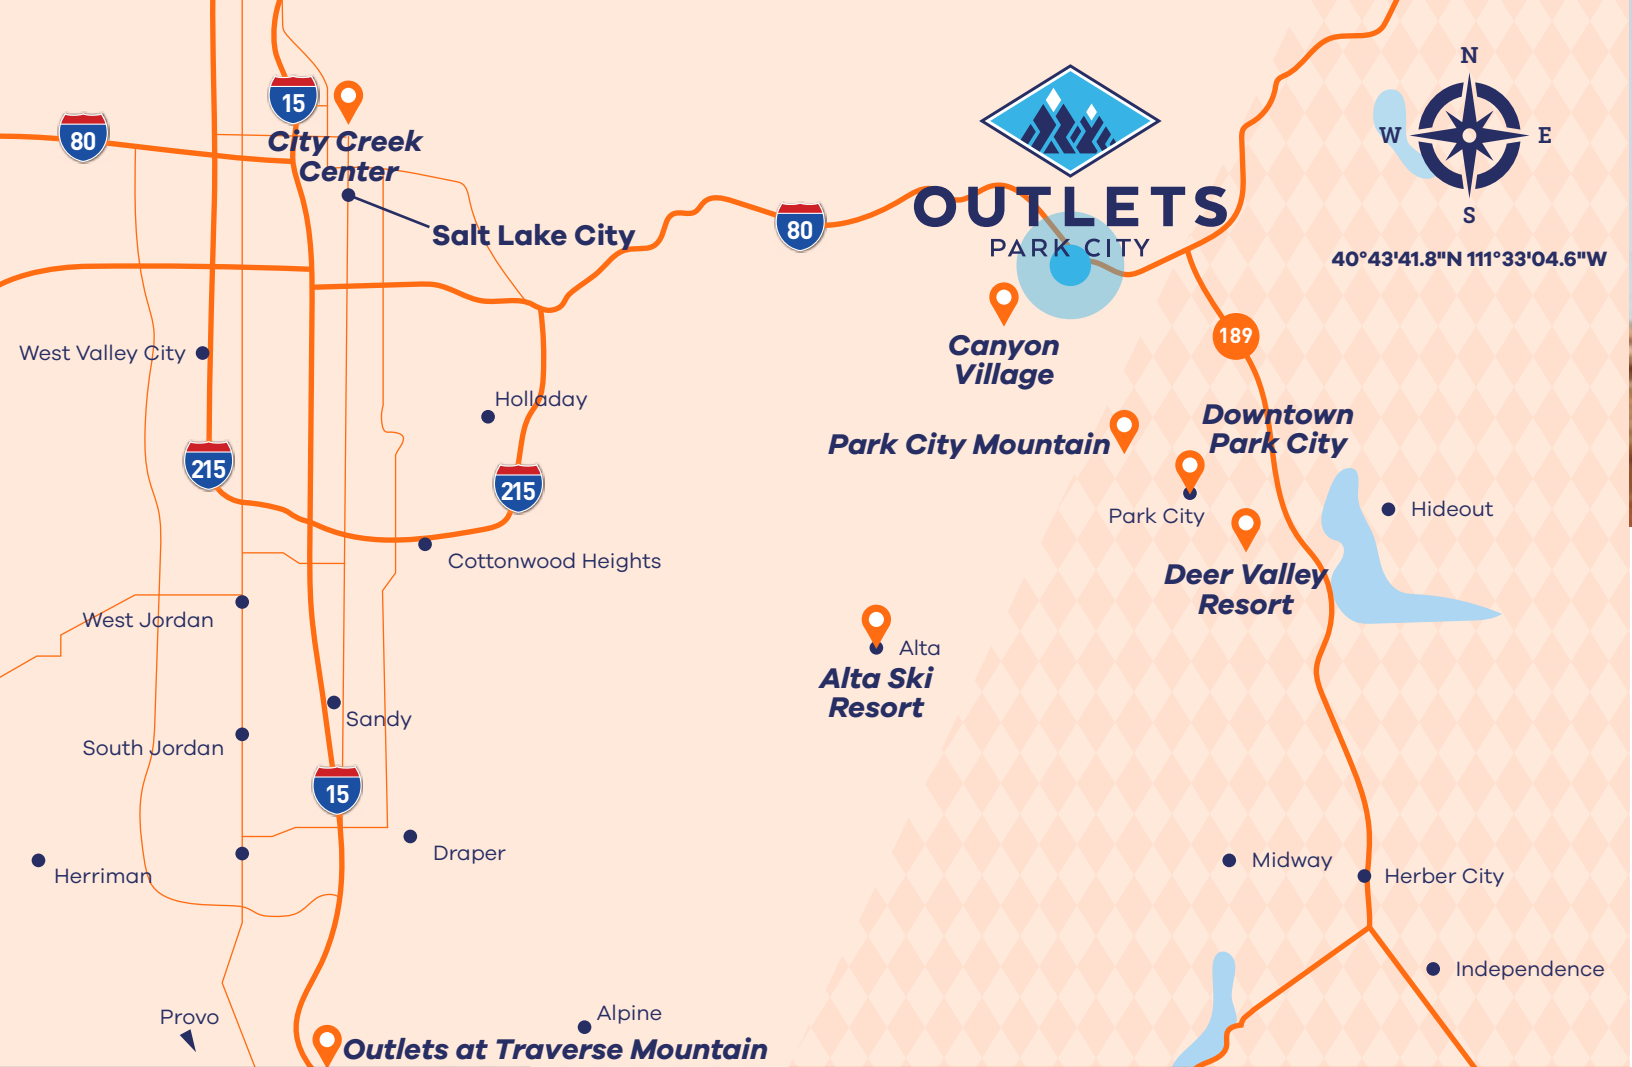 N
15
80
City Creek
Center
W
E
OUTLETS
PARK CITY
S
80
Salt Lake City
40°43'41.8"N 111°33'04.6"W
Canyon
Village
189
West Valley City
Holladay
Downtown
Park City
Park City Mountain
215
215
Park City
Hideout
Cottonwood Heights
Deer Valley
Resort
West Jordan
Alta
Alta Ski
Resort
Sandy
South Jordan
15
Draper
Herriman
Midway
Herber City
Independence
Provo
Alpine
Outlets at Traverse Mountain